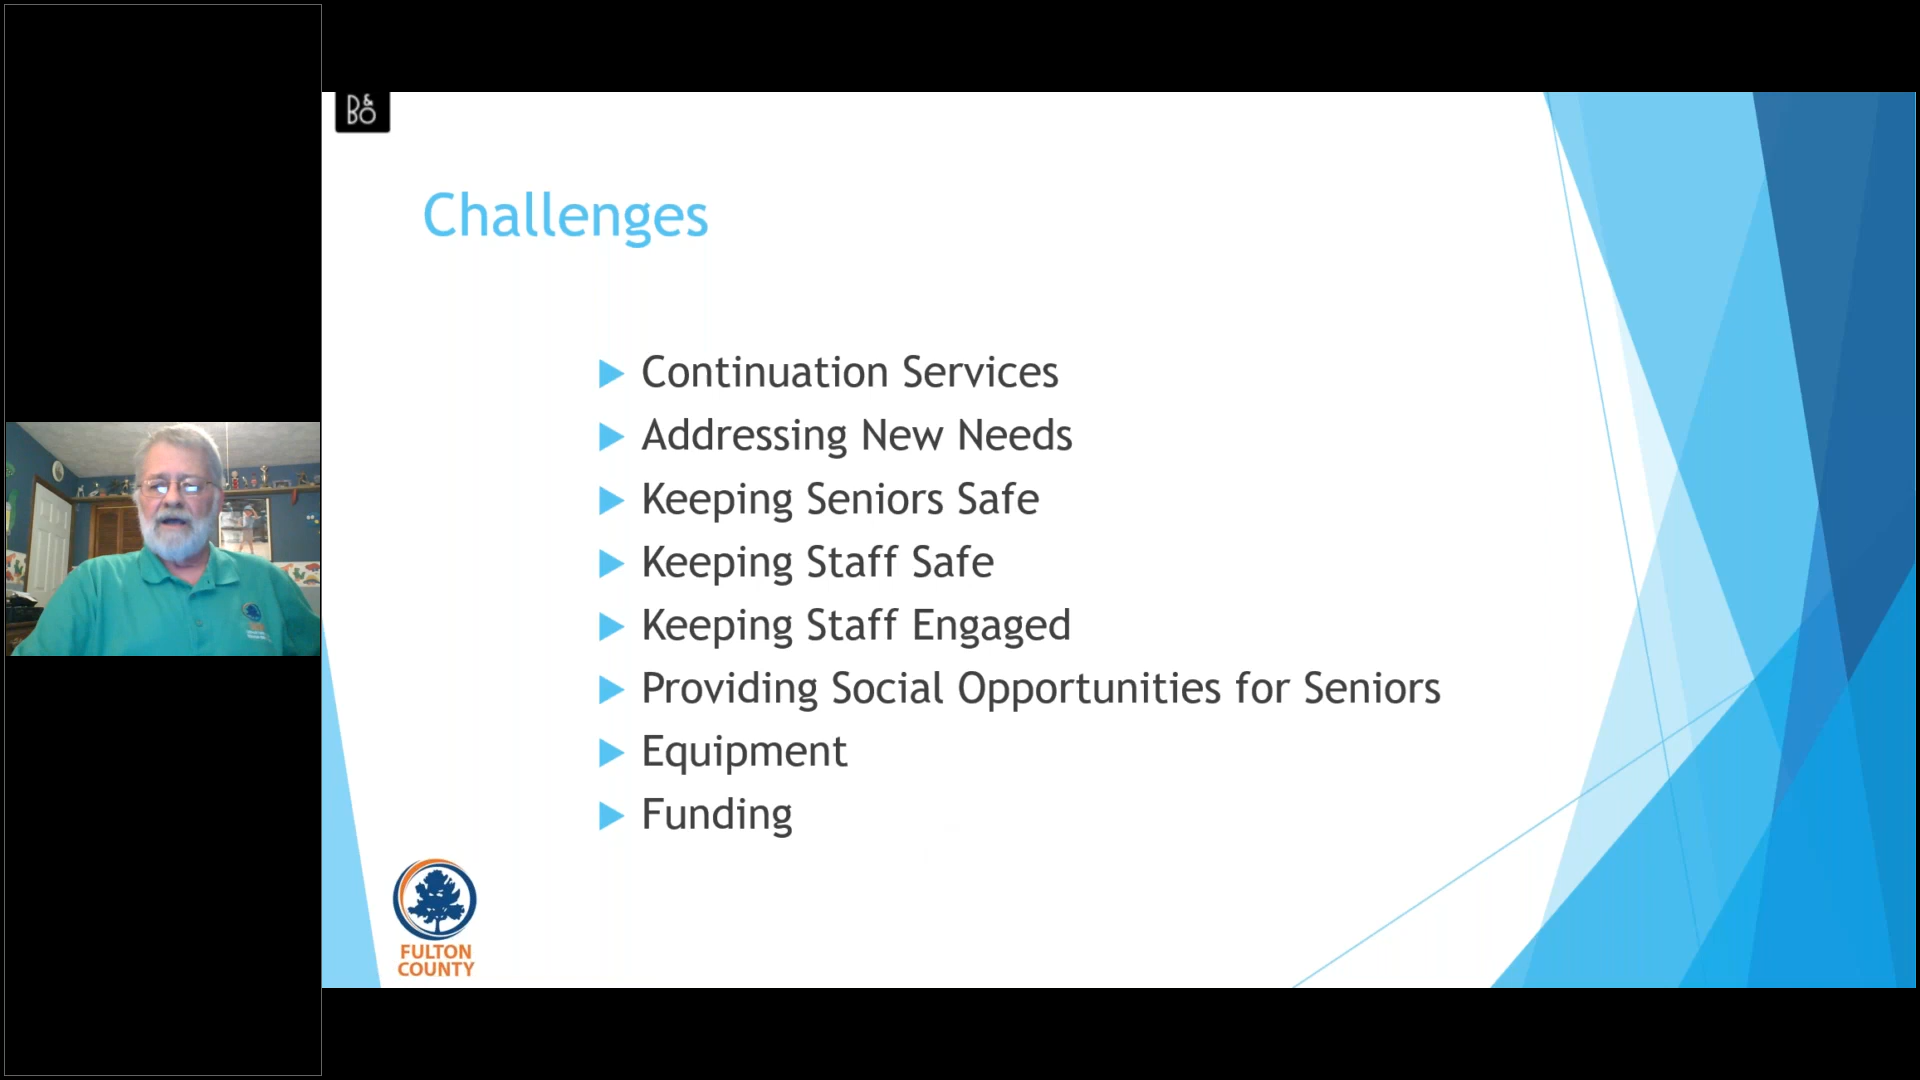 B&O
Challenges
Continuation Services
Addressing New Needs
Keeping Seniors Safe
Keeping Staff Safe
Keeping Staff Engaged
Providing Social Opportunities for Seniors
Equipment
Funding
FULTON
COUNTY